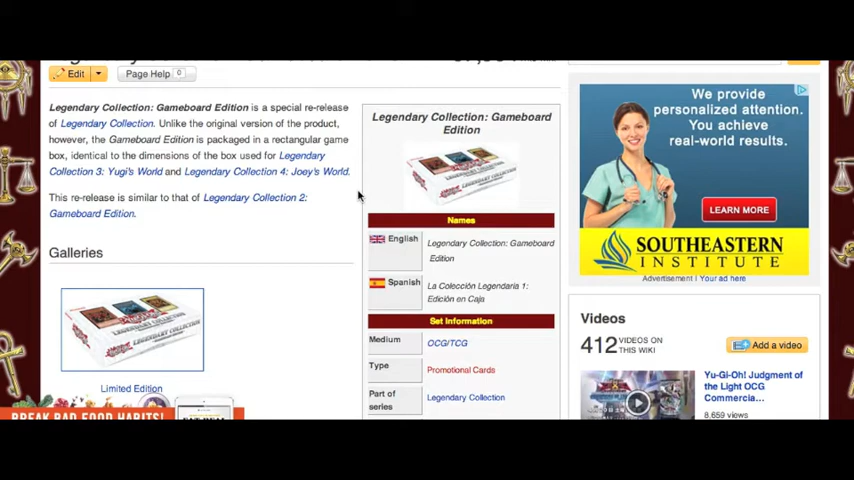 Edit
Page Help 0
Legendary Collection: Gameboard Edition is a special re-release
of Legendary Collection. Unlike the original version of the product,
however, the Gameboard Edition is packaged in a rectangular game
box, identical to the dimensions of the box used for Legendary
Collection 3: Yugi's World and Legendary Collection 4: Joey's World.
This re-release is similar to that of Legendary Collection 2:
Gameboard Edition.
Galleries
LEGENDARY COLLECTION
Limited Edition
BREAK BAD FOOD HABITS!
Legendary Collection: Gameboard
Edition
Names
English
Legendary Collection: Gameboard
Edition
Spanish
La Colección Legendaria 1:
Edición en Caja
Set Information
Medium
OCG/TCG
Type
Promotional Cards
Part of
series
Legendary Collection
We provide
personalized attention.
You achieve
real-world results.
LEARN MORE
SOUTHEASTERN
INSTITUTE
Advertisement | Your ad here
Videos
412 VIDEOS ON
THIS WIKI
Add a video
Yu-Gi-Oh! Judgment of
the Light OCG
Commercia...
8,659 views